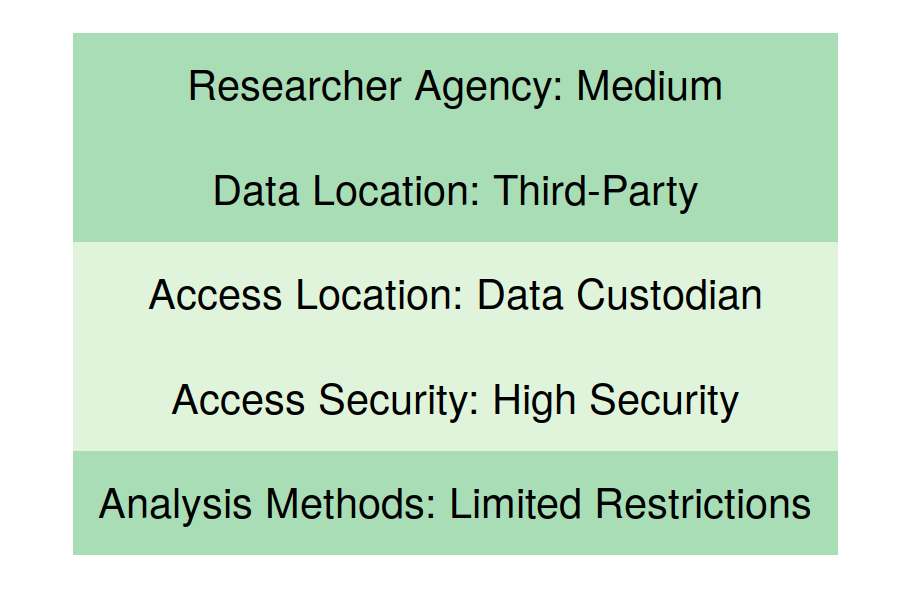 Researcher Agency: Medium
Data Location: Third-Party
Access Location: Data Custodian
Access Security: High Security
Analysis Methods: Limited Restrictions